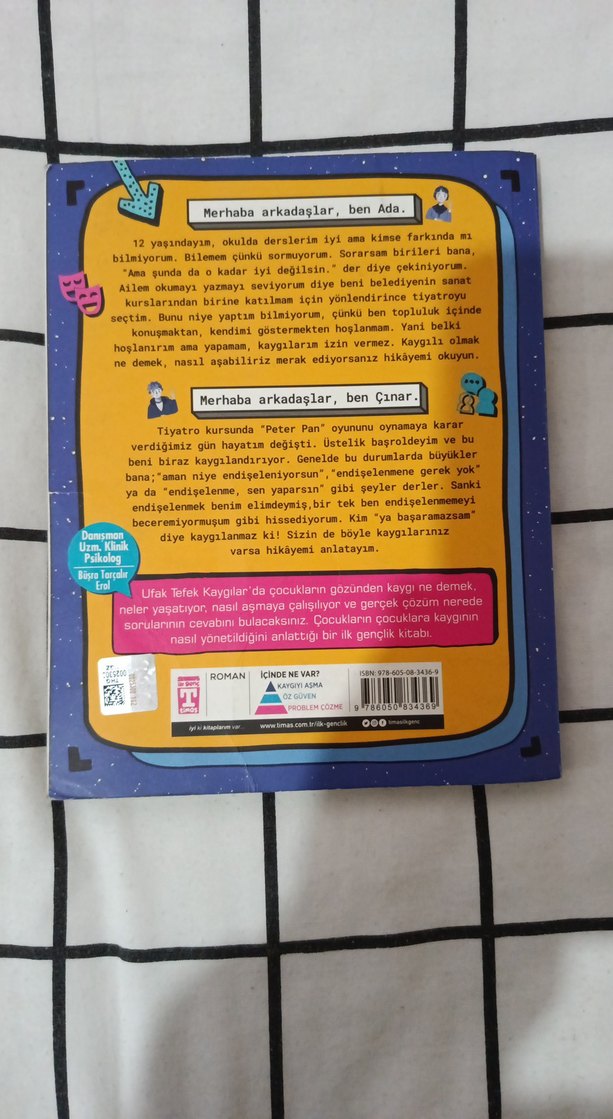 Merhaba arkadaşlar, ben Ada.
12 yaşındayım, okulda derslerim iyi ama kimse farkında mı
bilmiyorum. Bilemem çünkü sormuyorum. Sorarsam birileri bana,
"Ama şunda da o kadar iyi değilsin." der diye çekiniyorum.
Ailem okumayı yazmayı seviyorum diye beni belediyenin sanat
kurslarından birine katılmam için yönlendirince tiyatroyu
seçtim. Bunu niye yaptım bilmiyorum, çünkü ben topluluk içinde
konuşmaktan, kendimi göstermekten hoşlanmam. Yani belki
hoşlanırım ama yapamam, kaygılarım izin vermez. Kaygılı olmak
ne demek, nasıl aşabiliriz merak ediyorsanız hikâyemi okuyun.
Merhaba arkadaşlar, ben Çınar.
Tiyatro kursunda "Peter Pan" oyununu oynamaya karar
verdiğimiz gün hayatım değişti. Üstelik başroldeyim ve bu
beni biraz kaygılandırıyor. Genelde bu durumlarda büyükler
bana;"aman niye endişeleniyorsun","endişelenmene gerek yok"
ya da "endişelenme, sen yaparsın" gibi şeyler derler. Sanki
endişelenmek benim elimdeymiş,bir tek ben endişelenmemeyi
beceremiyormuşum gibi hissediyorum. Kim "ya başaramazsam"
diye kaygılanmaz ki! Sizin de böyle kaygılarınız
varsa hikâyemi anlatayım.
Danışman
Uzm. Klinik
Psikolog
Büşra Tarçalır
Erol
Ufak Tefek Kaygılar'da çocukların gözünden kaygı ne demek,
neler yaşatıyor, nasıl aşmaya çalışılıyor ve gerçek çözüm nerede
sorularının cevabını bulacaksınız. Çocukların çocuklara kaygının
nasıl yönetildiğini anlattığı bir ilk gençlik kitabı.
ilk genç
timaş
ROMAN
İÇİNDE NE VAR?
KAYGIYI AŞMA
ÖZ GÜVEN
PROBLEM ÇÖZME
ISBN: 978-605-08-3436-9
9 786050 834369
iyi ki kitaplarım var...
www.timas.com.tr/ilk-genclik
timasilkgenc